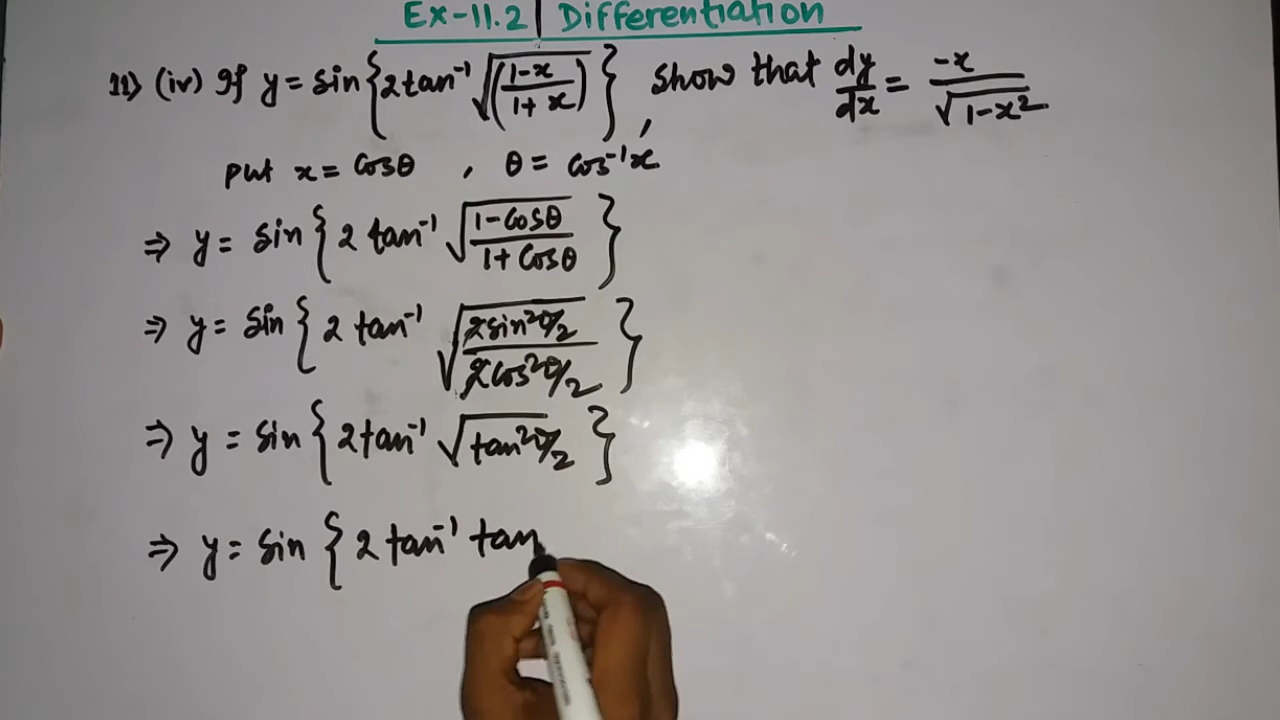 Ex-11.2 | Differentiation
11) (iv) If y = sin{2tan⁻¹ √((1-x)/(1+x))}, show that dy/dx = -x/√(1-x²)
put x = cosθ , θ = cos⁻¹x
⇒ y = sin{2 tan⁻¹ √((1-cosθ)/(1+cosθ))}
⇒ y = sin{2 tan⁻¹ √((2sin²θ/2)/(2cos²θ/2))}
⇒ y = sin{2tan⁻¹ √(tan²θ/2)}
⇒ y = sin{2 tan⁻¹ tan